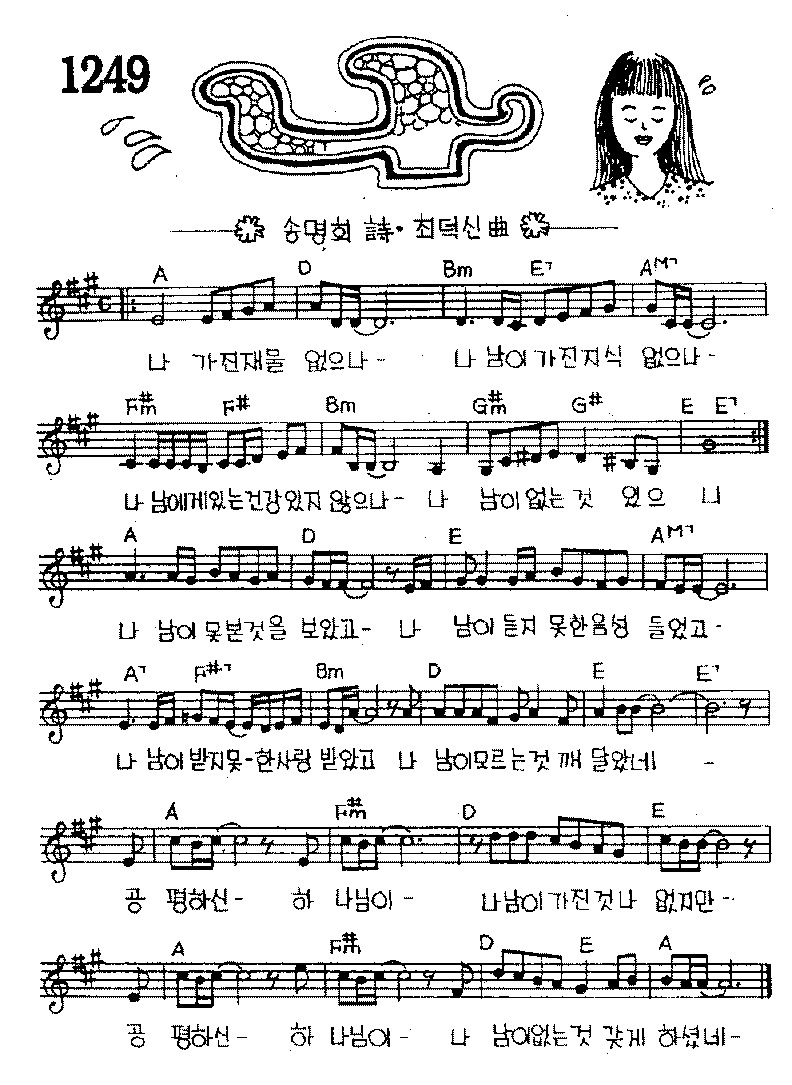 1249
나
송명희 詩·최덕신 曲
A D Bm E7 AM7
나 가진재물 없으나- 나 남이가진지식 없으나-
F#m F# Bm G#m G# E E7
나 남에게있는건강있지 않으나- 나 남이없는 것 있으 니
A D E AM7
나 남이 못본것을 보았고- 나 남이 듣지 못한음성 들었고-
A7 F#7 Bm D E E7
나 남이 받지못-한사랑 받았고 나 남이모르는것 깨 달았네 -
A F#m D E
공 평하신- 하 나님이- 나남이가진것나 없지만-
A F#m D E A
공 평하신- 하 나님이- 나 남이없는것 갖게 하셨네-